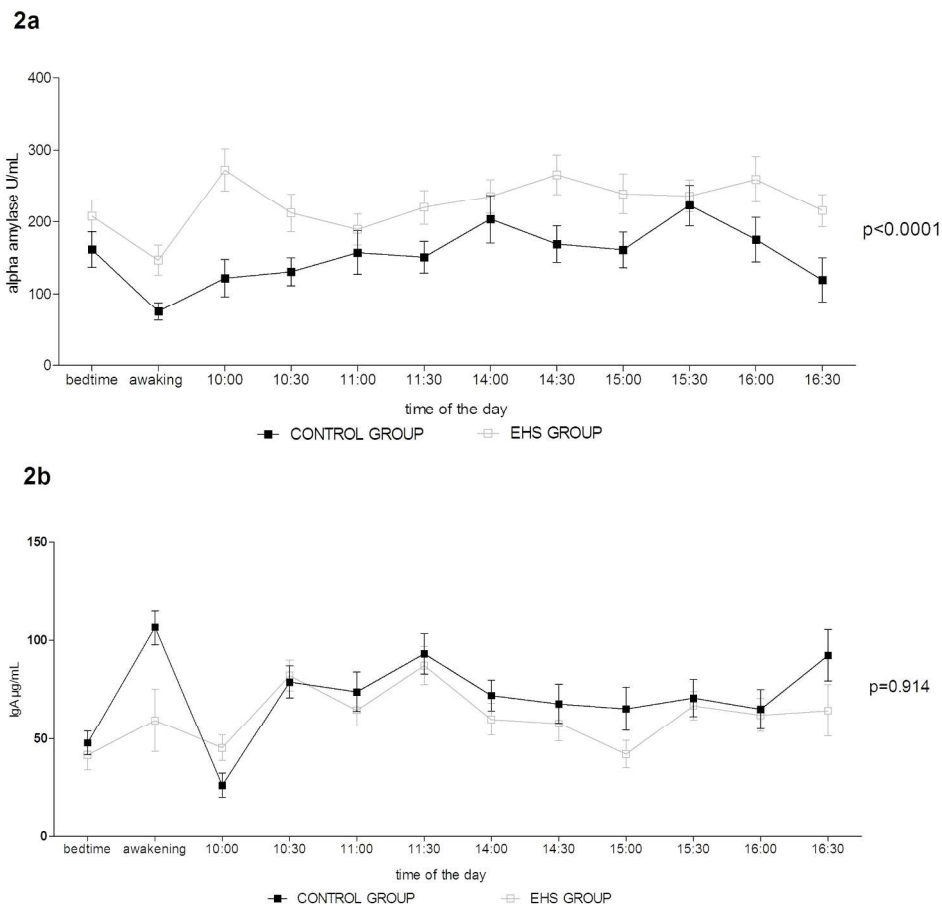 2a
400
300
200
100
0
alpha amylase U/mL
p<0.0001
bedtime awaking 10:00 10:30 11:00 11:30 14:00 14:30 15:00 15:30 16:00 16:30
time of the day
CONTROL GROUP EHS GROUP
2b
150
100
50
0
IgA µg/mL
p=0.914
bedtime awakening 10:00 10:30 11:00 11:30 14:00 14:30 15:00 15:30 16:00 16:30
time of the day
CONTROL GROUP EHS GROUP